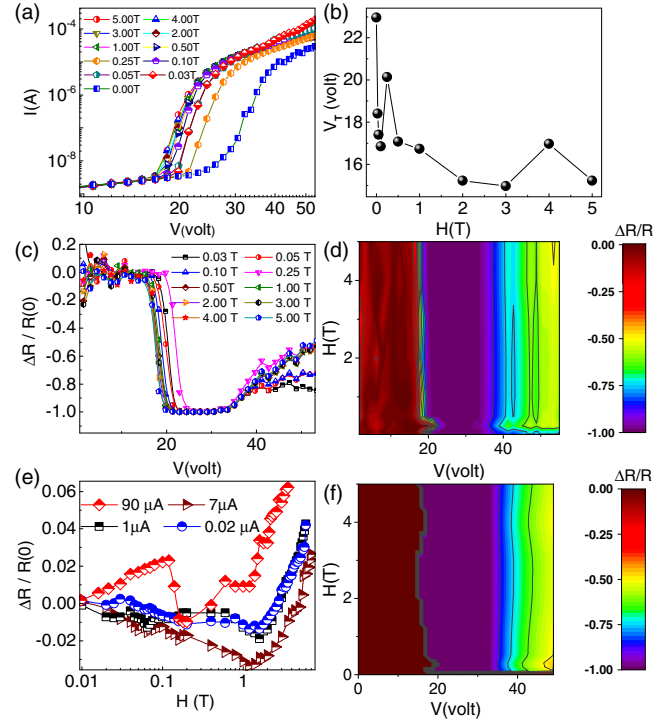 (a)
5.00T 4.00T
3.00T 2.00T
1.00T 0.50T
0.25T 0.10T
0.05T 0.03T
0.00T
10⁻⁴
10⁻⁶
10⁻⁸
I(A)
10 20 30 40 50
V(volt)
(b)
22
20
18
16
V_T (volt)
0 1 2 3 4 5
H(T)
(c)
0.03 T 0.05 T
0.10 T 0.25 T
0.50T 1.00 T
2.00 T 3.00 T
4.00 T 5.00 T
0.2
0.0
-0.2
-0.4
-0.6
-0.8
-1.0
ΔR / R(0)
20 40
V(volt)
(d)
4
2
H(T)
20 40
V(volt)
ΔR/R
0.00
-0.25
-0.50
-0.75
-1.00
(e)
90 μA 7μA
1μA 0.02 μA
0.06
0.04
0.02
0.00
-0.02
ΔR / R(0)
0.01 0.1 1
H (T)
(f)
4
2
0
H(T)
0 20 40
V(volt)
ΔR/R
0.00
-0.25
-0.50
-0.75
-1.00